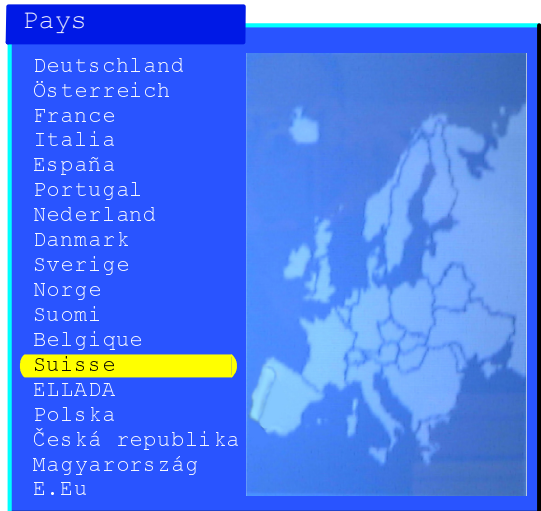 Pays
Deutschland
Österreich
France
Italia
España
Portugal
Nederland
Danmark
Sverige
Norge
Suomi
Belgique
Suisse
ELLADA
Polska
Česká republika
Magyarország
E.Eu